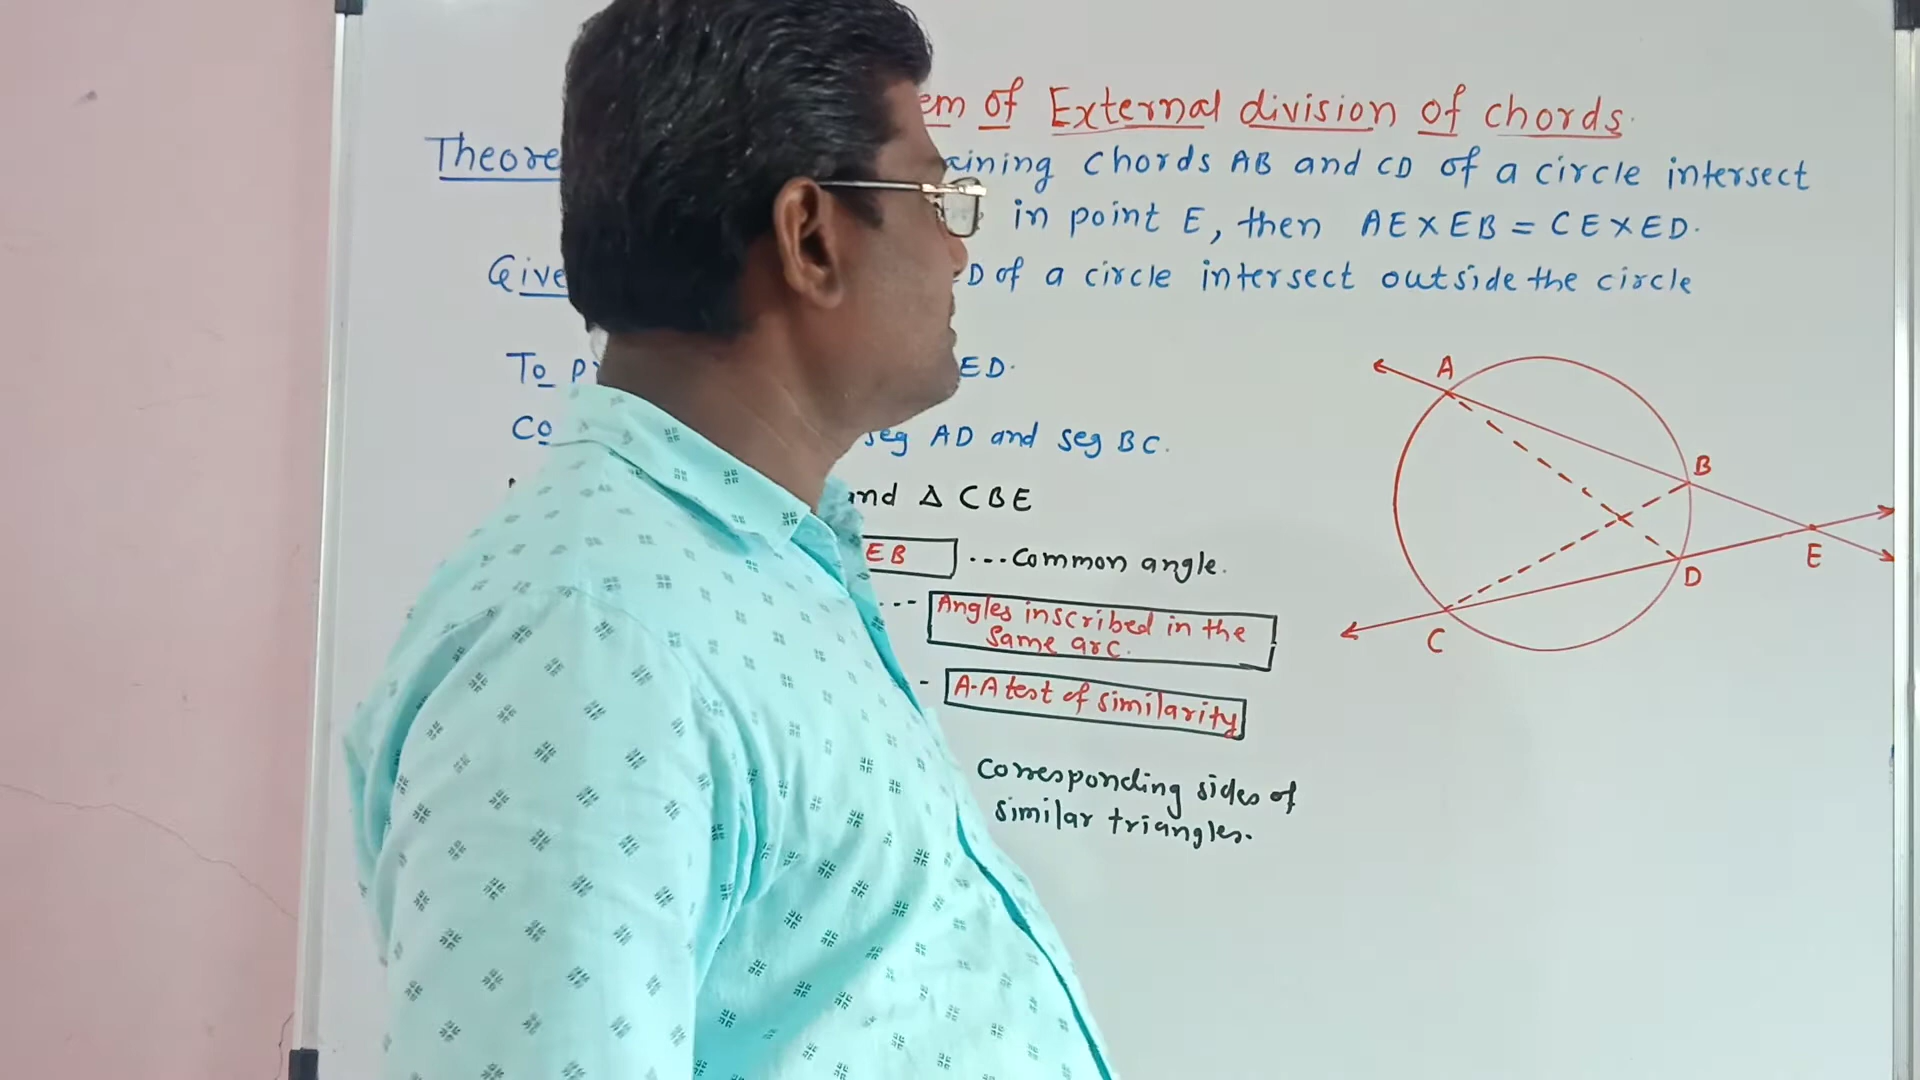 em of External division of chords.
Theore aining chords AB and CD of a circle intersect
in point E, then AE X EB = CE X ED.
Give D of a circle intersect outside the circle
To p ED.
Co seg AD and seg BC.
and Δ CBE
EB ---Common angle.
--- Angles inscribed in the
same arc.
- A-A test of similarity
Corresponding sides of
similar triangles.
A
B
E
D
C